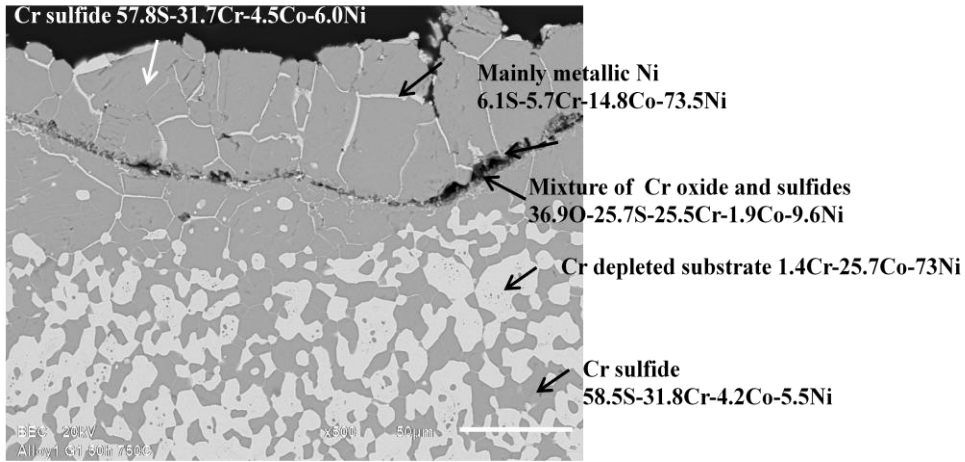 Cr sulfide 57.8S-31.7Cr-4.5Co-6.0Ni
Mainly metallic Ni
6.1S-5.7Cr-14.8Co-73.5Ni
Mixture of Cr oxide and sulfides
36.9O-25.7S-25.5Cr-1.9Co-9.6Ni
Cr depleted substrate 1.4Cr-25.7Co-73Ni
Cr sulfide
58.5S-31.8Cr-4.2Co-5.5Ni
BEC 20kV x500 50µm
50h 750C